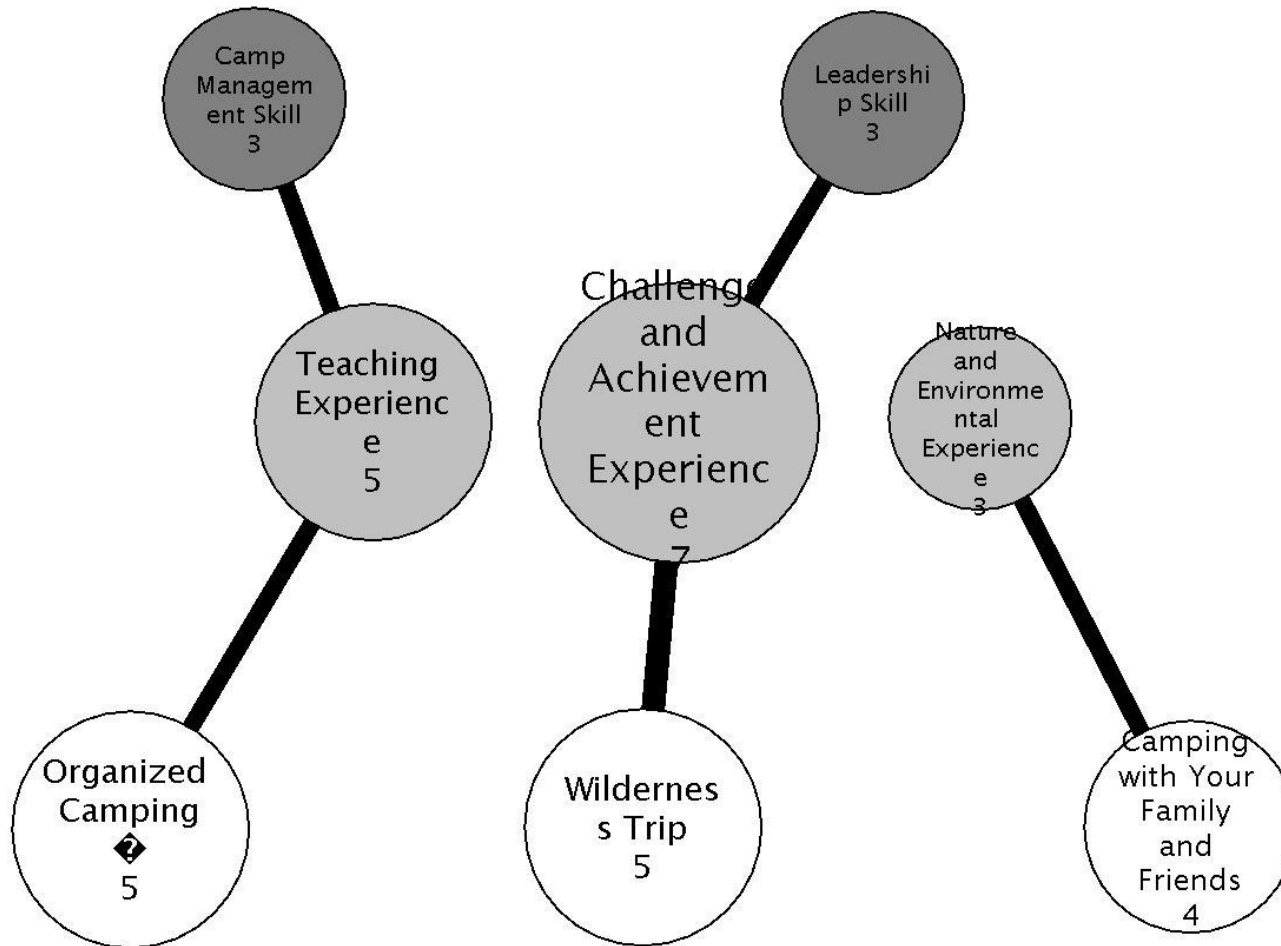 Camp
Managem
ent Skill
3
Leadershi
p Skill
3
Teaching
Experienc
e
5
Challenge
and
Achievem
ent
Experienc
e
7
Nature
and
Environme
ntal
Experienc
e
3
Organized
Camping
�
5
Wildernes
s Trip
5
Camping
with Your
Family
and
Friends
4